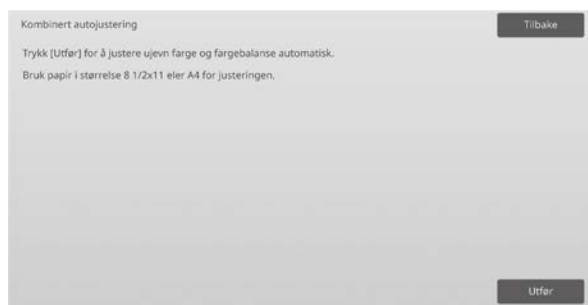 Kombinert autojustering
Tilbake
Trykk [Utfør] for å justere ujevn farge og fargebalanse automatisk.
Bruk papir i størrelse 8 1/2x11 eler A4 for justeringen.
Utfør